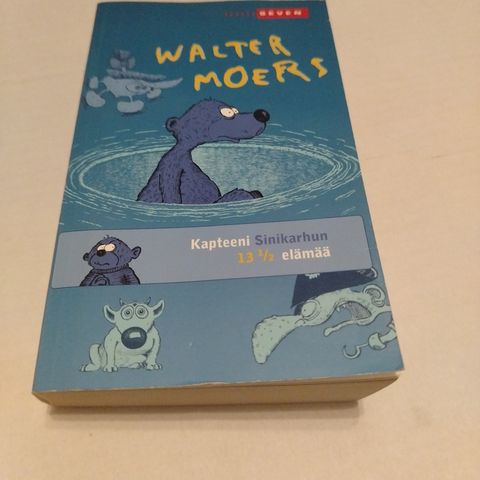 SEVEN
WALTER
MOERS
Kapteeni Sinikarhun
13 1/2 elämää